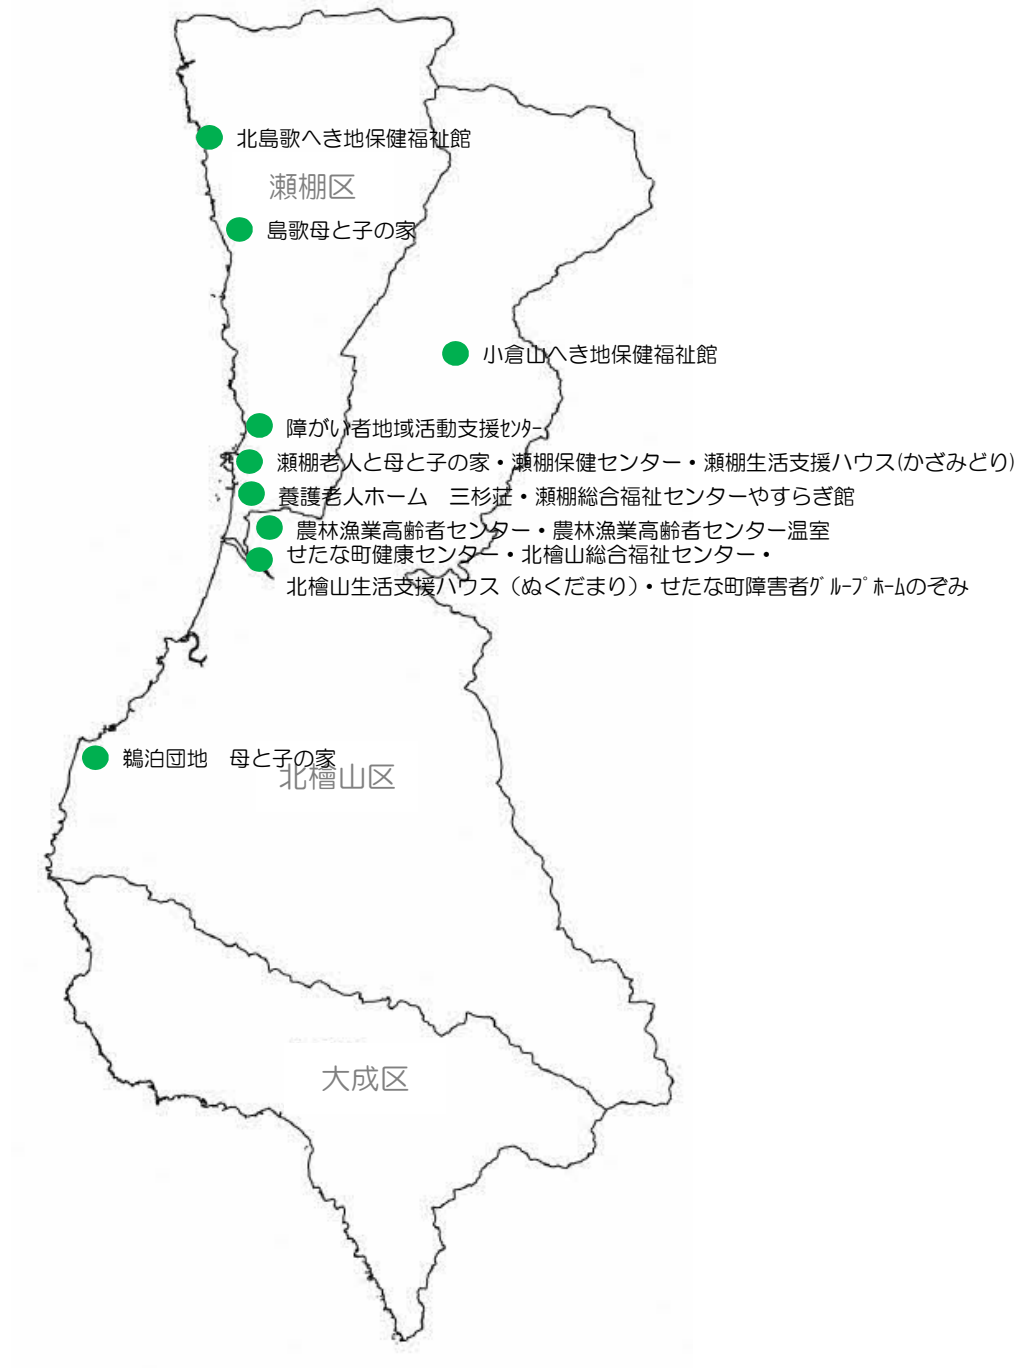 北島歌へき地保健福祉館
瀬棚区
島歌母と子の家
小倉山へき地保健福祉館
障がい者地域活動支援ｾﾝﾀｰ
瀬棚老人と母と子の家・瀬棚保健センター・瀬棚生活支援ハウス(かざみどり)
養護老人ホーム　三杉荘・瀬棚総合福祉センターやすらぎ館
農林漁業高齢者センター・農林漁業高齢者センター温室
せたな町健康センター・北檜山総合福祉センター・
北檜山生活支援ハウス（ぬくだまり）・せたな町障害者ｸﾞﾙｰﾌﾟﾎｰﾑのぞみ
鵜泊団地　母と子の家
北檜山区
大成区